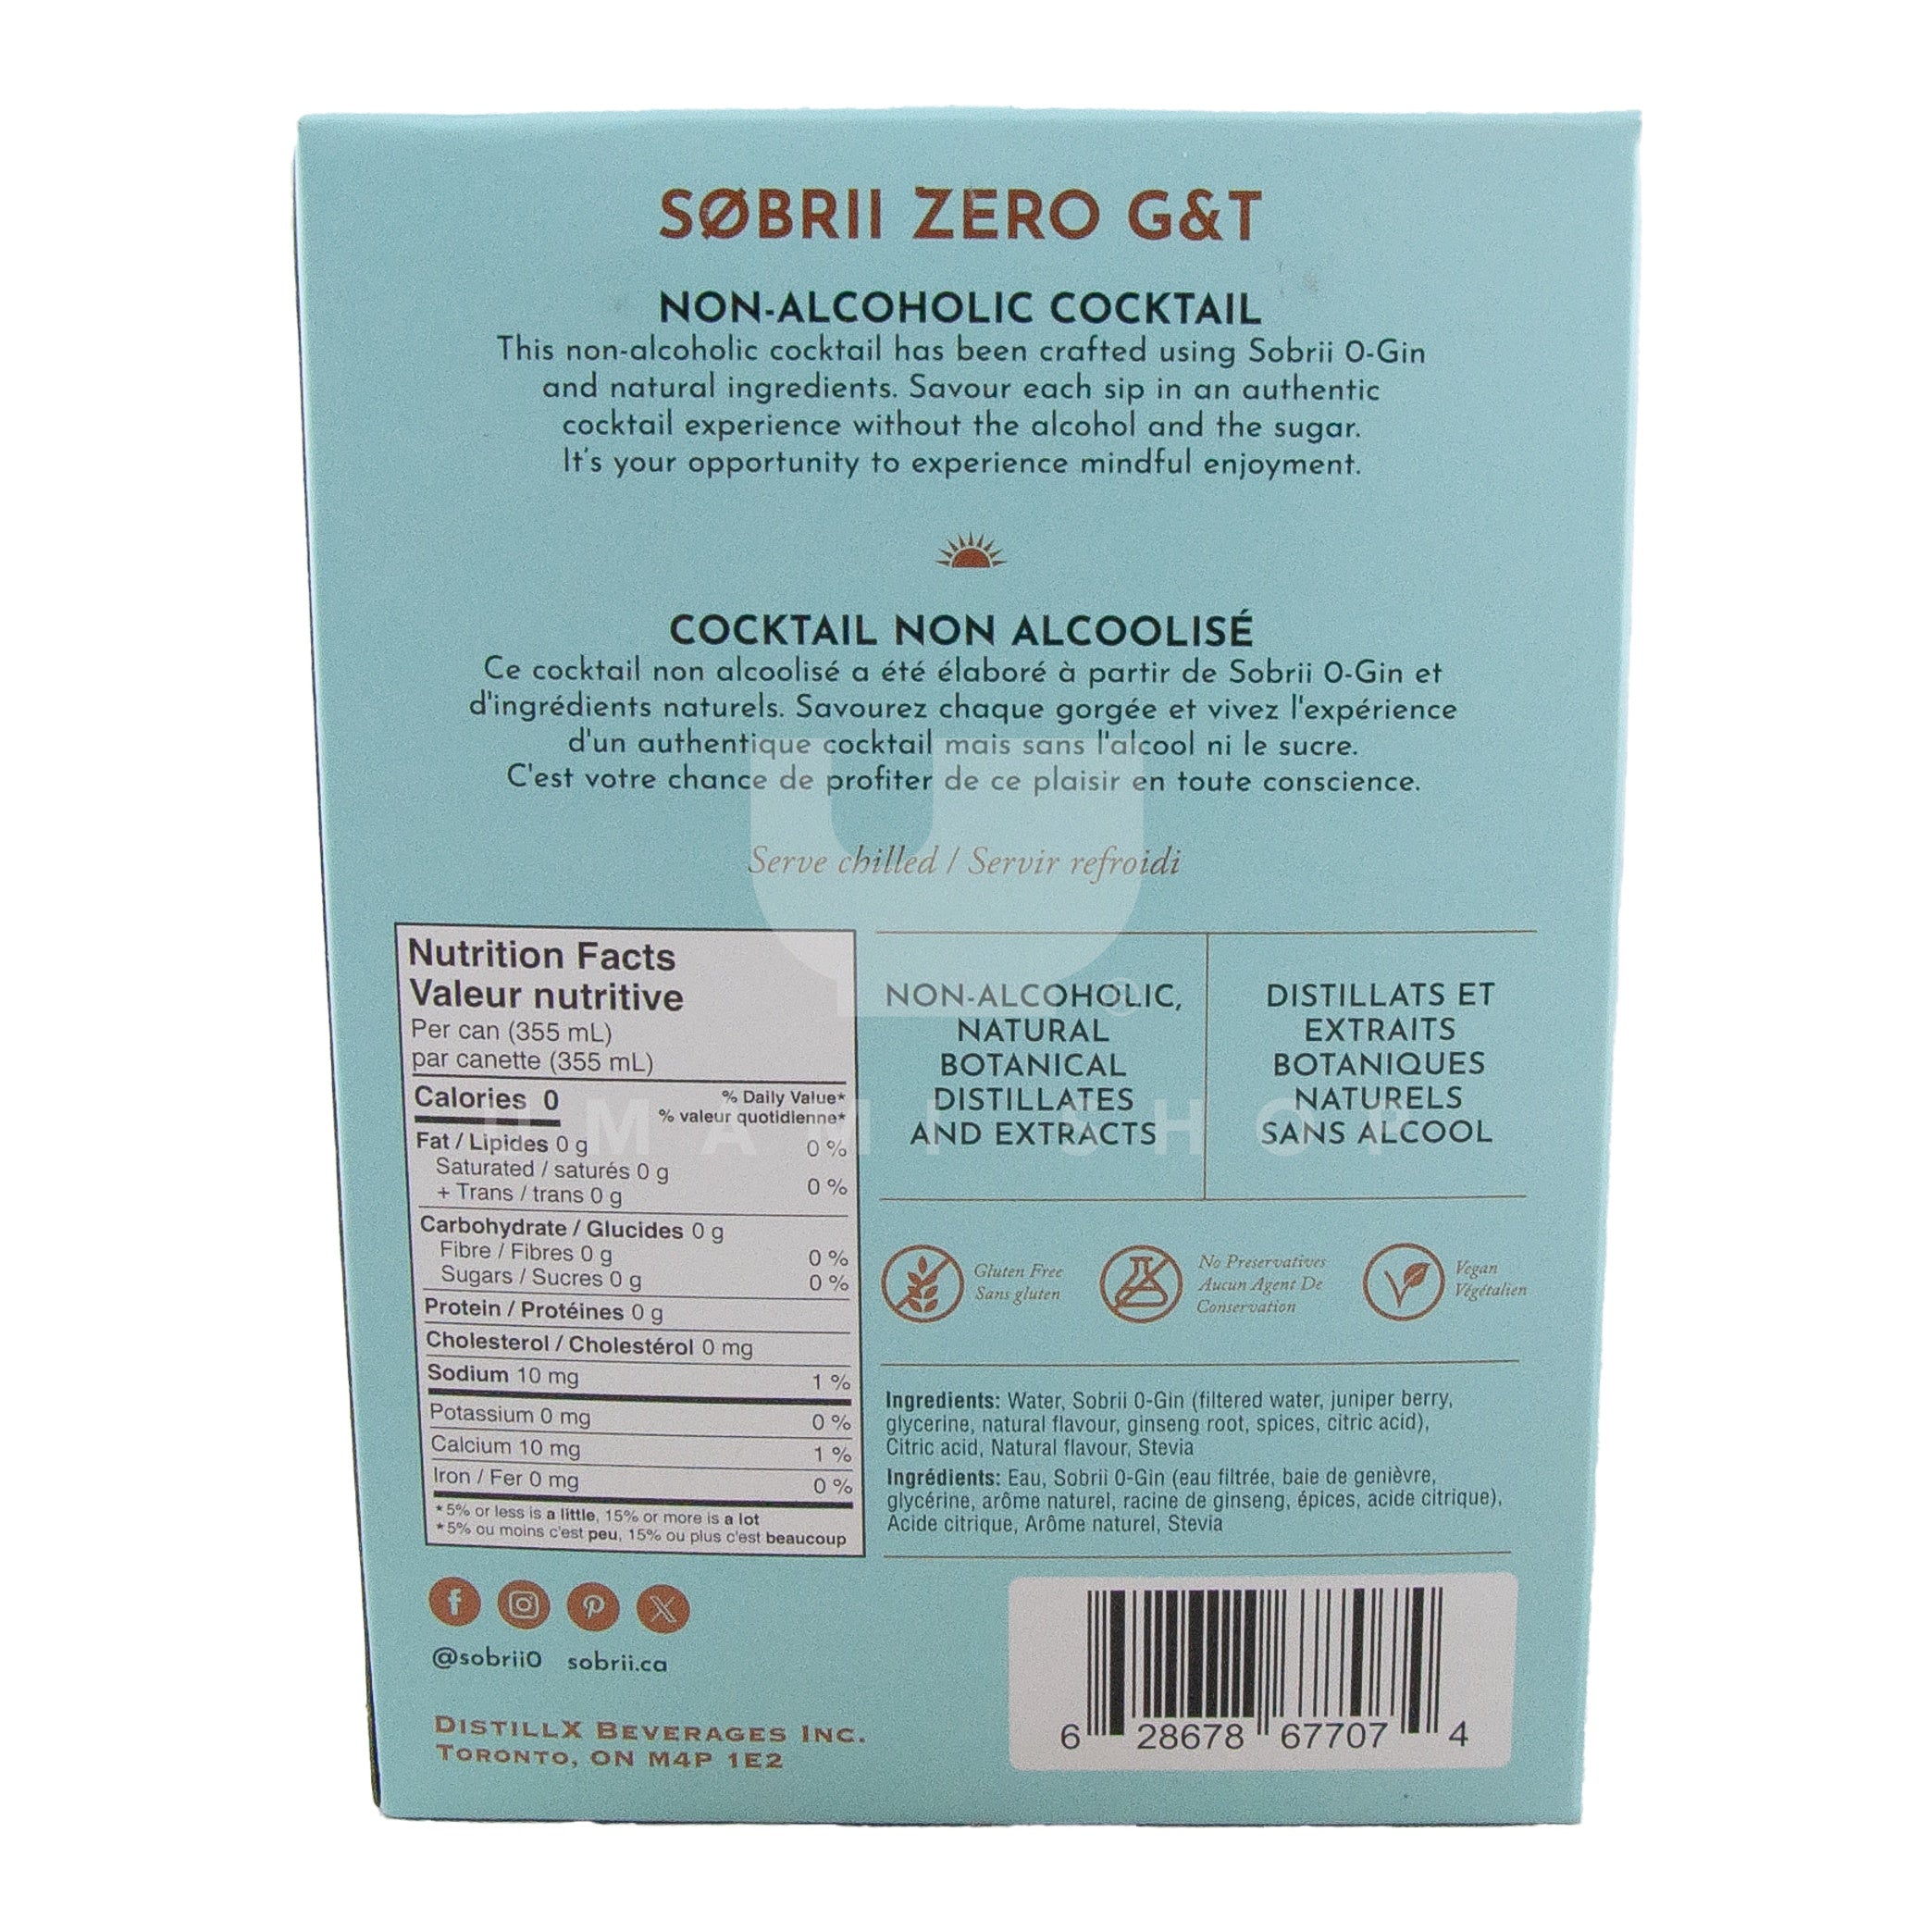 SØBRII ZERO G&T
NON-ALCOHOLIC COCKTAIL
This non-alcoholic cocktail has been crafted using Sobrii 0-Gin
and natural ingredients. Savour each sip in an authentic
cocktail experience without the alcohol and the sugar.
It's your opportunity to experience mindful enjoyment.
COCKTAIL NON ALCOOLISÉ
Ce cocktail non alcoolisé a été élaboré à partir de Sobrii 0-Gin et
d'ingrédients naturels. Savourez chaque gorgée et vivez l'expérience
d'un authentique cocktail mais sans l'alcool ni le sucre.
C'est votre chance de profiter de ce plaisir en toute conscience.
Serve chilled / Servir refroidi
Nutrition Facts
Valeur nutritive
Per can (355 mL)
par canette (355 mL)
Calories 0
% Daily Value*
% valeur quotidienne*
Fat / Lipides 0 g 0 %
Saturated / saturés 0 g
+ Trans / trans 0 g 0 %
Carbohydrate / Glucides 0 g
Fibre / Fibres 0 g 0 %
Sugars / Sucres 0 g 0 %
Protein / Protéines 0 g
Cholesterol / Cholestérol 0 mg
Sodium 10 mg 1 %
Potassium 0 mg 0 %
Calcium 10 mg 1 %
Iron / Fer 0 mg 0 %
*5% or less is a little, 15% or more is a lot
*5% ou moins c'est peu, 15% ou plus c'est beaucoup
NON-ALCOHOLIC,
NATURAL
BOTANICAL
DISTILLATES
AND EXTRACTS
DISTILLATS ET
EXTRAITS
BOTANIQUES
NATURELS
SANS ALCOOL
UMAMI SHOP
Gluten Free
Sans gluten
No Preservatives
Aucun Agent De
Conservation
Vegan
Végétalien
Ingredients: Water, Sobrii 0-Gin (filtered water, juniper berry,
glycerine, natural flavour, ginseng root, spices, citric acid),
Citric acid, Natural flavour, Stevia
Ingrédients: Eau, Sobrii 0-Gin (eau filtrée, baie de genièvre,
glycérine, arôme naturel, racine de ginseng, épices, acide citrique),
Acide citrique, Arôme naturel, Stevia
@sobrii0 sobrii.ca
DISTILLX BEVERAGES INC.
TORONTO, ON M4P 1E2
6 28678 67707 4